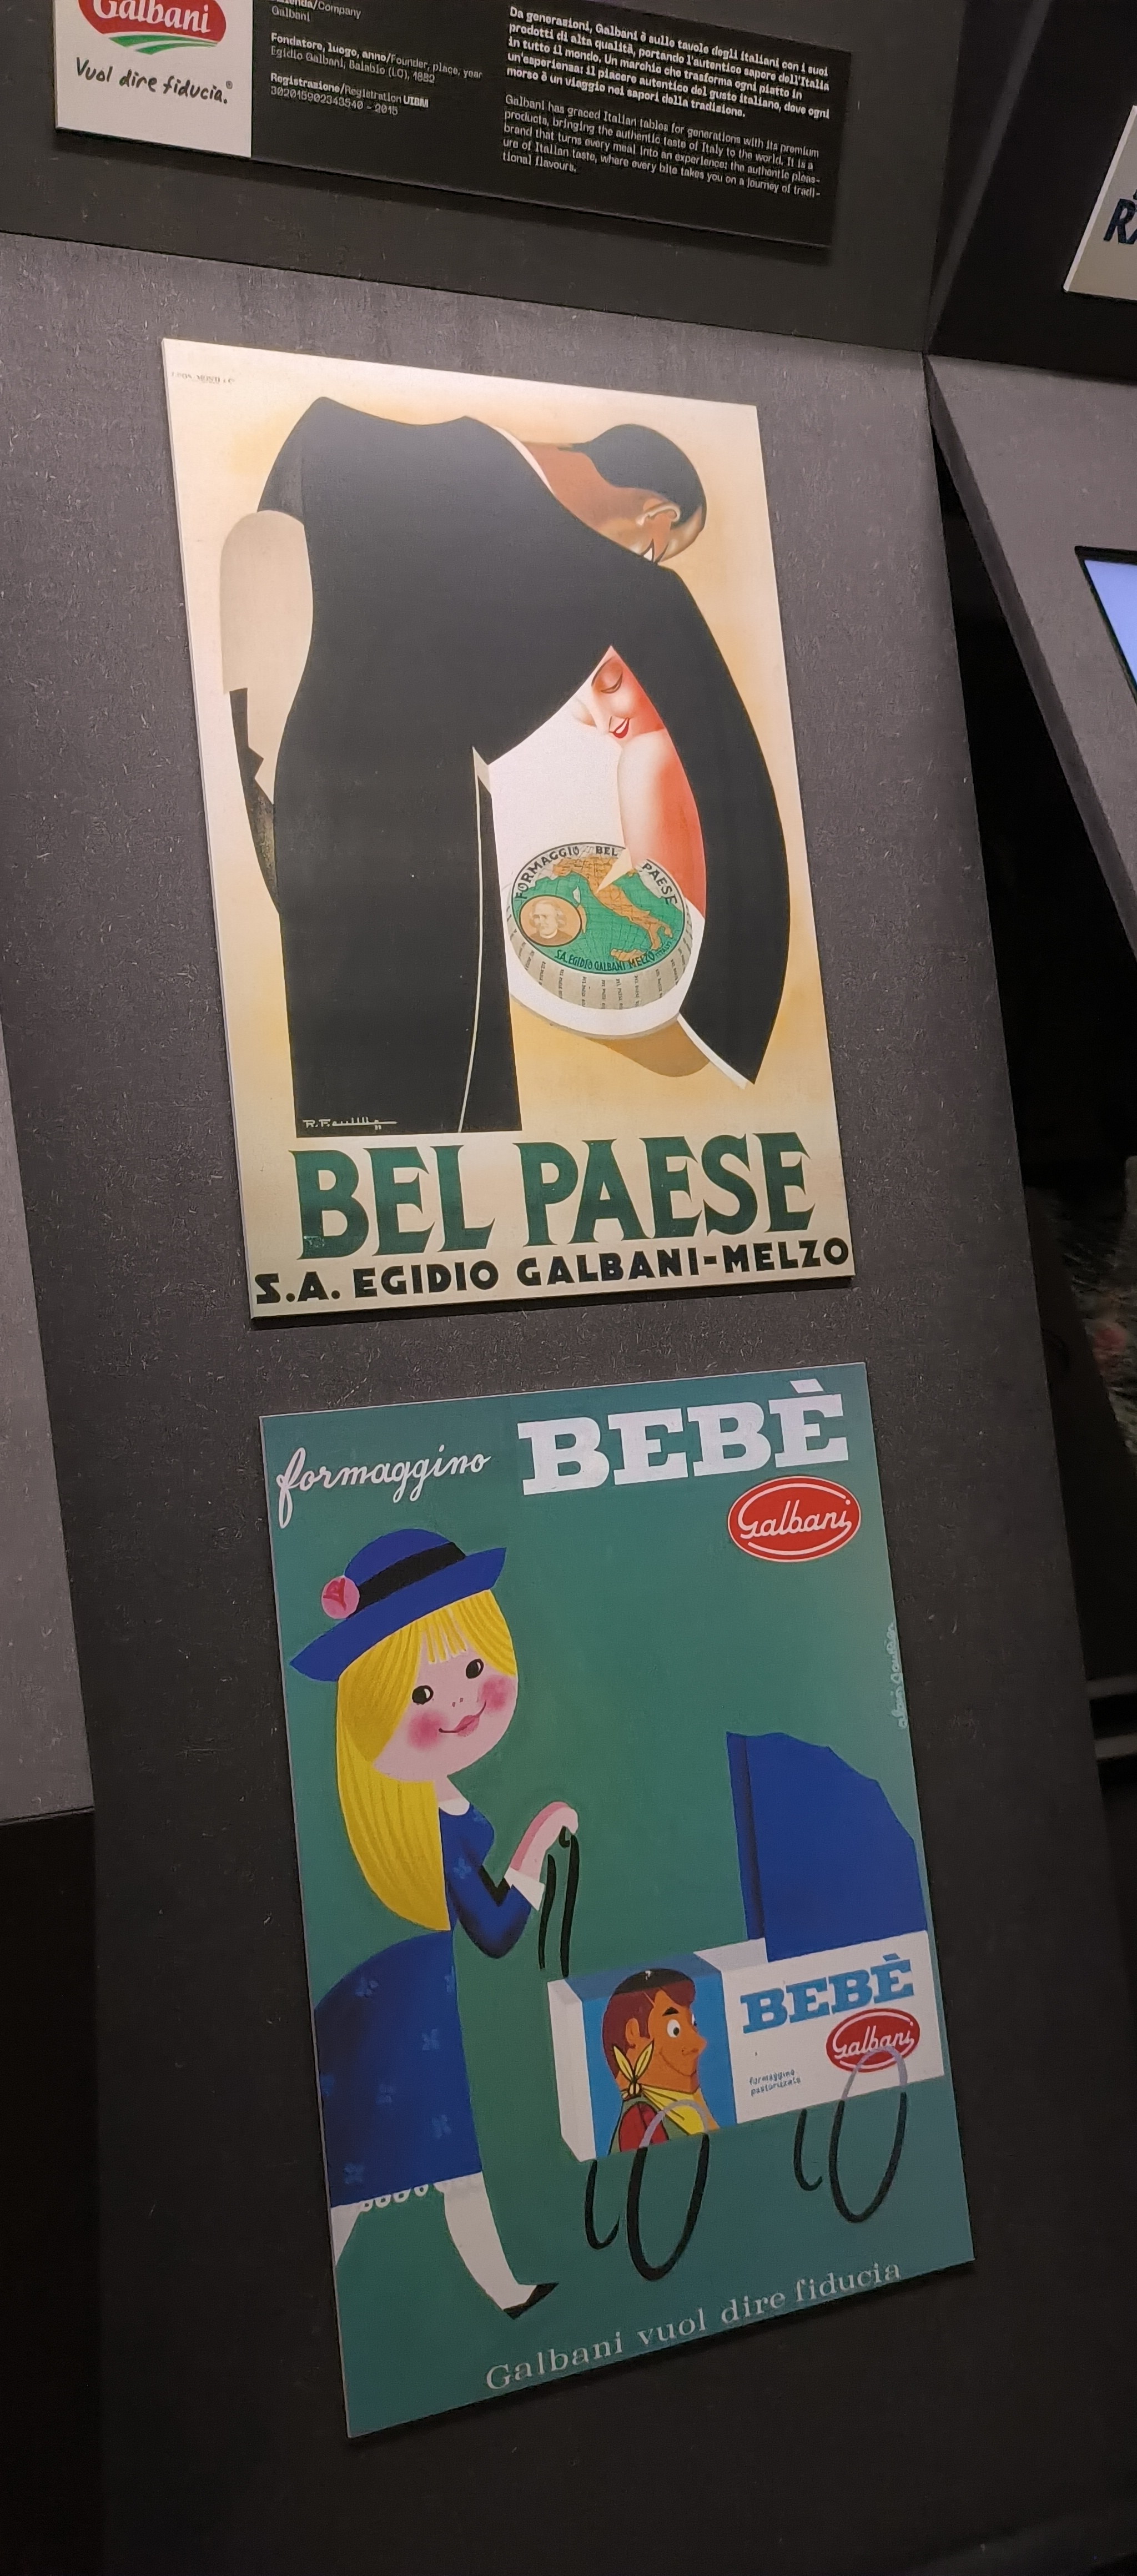 Galbani
Vuol dire fiducia.®
Azienda/Company
Galbani
Fondatore, luogo, anno/Founder, place, year
Egidio Galbani, Balabio (LC), 1882
Registrazione/Registration UIBM
302015902343540 – 2015
Da generazioni, Galbani è sulle tavole degli italiani con i suoi
prodotti di alta qualità, portando l'autentico sapore dell'Italia
in tutto il mondo. Un marchio che trasforma ogni piatto in
un'esperienza: il piacere autentico del gusto italiano, dove ogni
morso è un viaggio nei sapori della tradizione.
Galbani has graced Italian tables for generations with its premium
products, bringing the authentic taste of Italy to the world. It is a
brand that turns every meal into an experience: the authentic pleas-
ure of Italian taste, where every bite takes you on a journey of tradi-
tional flavours.
FORMAGGIO BEL PAESE
S.A. EGIDIO GALBANI MELZO
BEL PAESE
S.A. EGIDIO GALBANI-MELZO
formaggino BEBÈ
Galbani
BEBÈ
Galbani
formaggino
pastorizzato
Galbani vuol dire fiducia